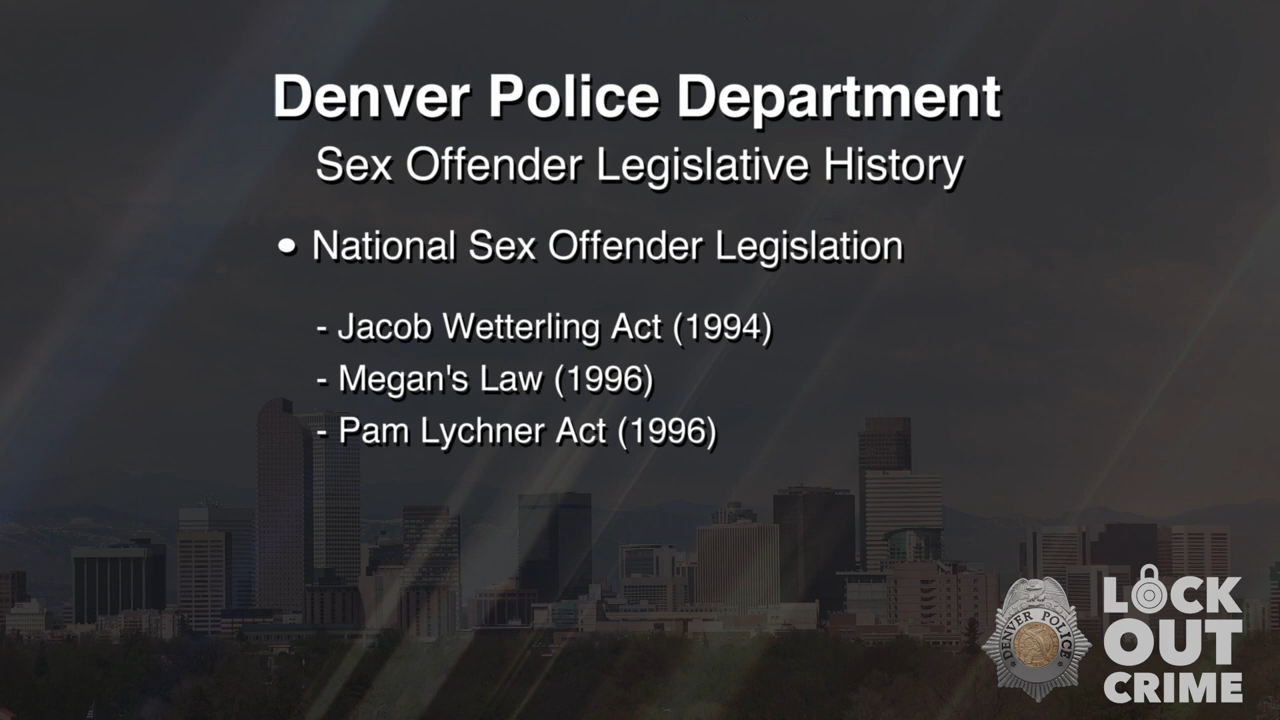 Denver Police Department
Sex Offender Legislative History
• National Sex Offender Legislation
- Jacob Wetterling Act (1994)
- Megan's Law (1996)
- Pam Lychner Act (1996)
DENVER POLICE
LOCK
OUT
CRIME